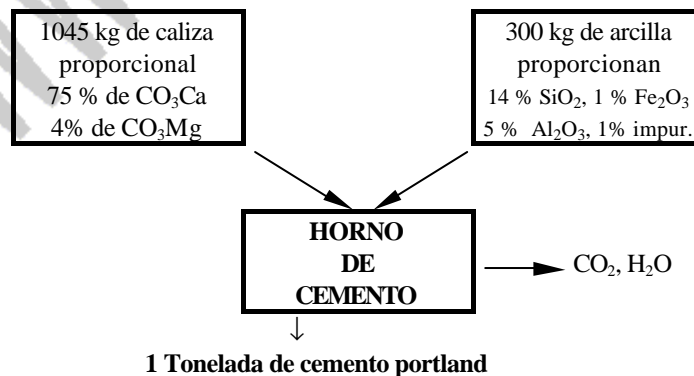 1045 kg de caliza
proporcional
75 % de CO₃Ca
4% de CO₃Mg
300 kg de arcilla
proporcionan
14 % SiO₂, 1 % Fe₂O₃
5 % Al₂O₃, 1% impur.
HORNO
DE
CEMENTO
CO₂, H₂O
1 Tonelada de cemento portland